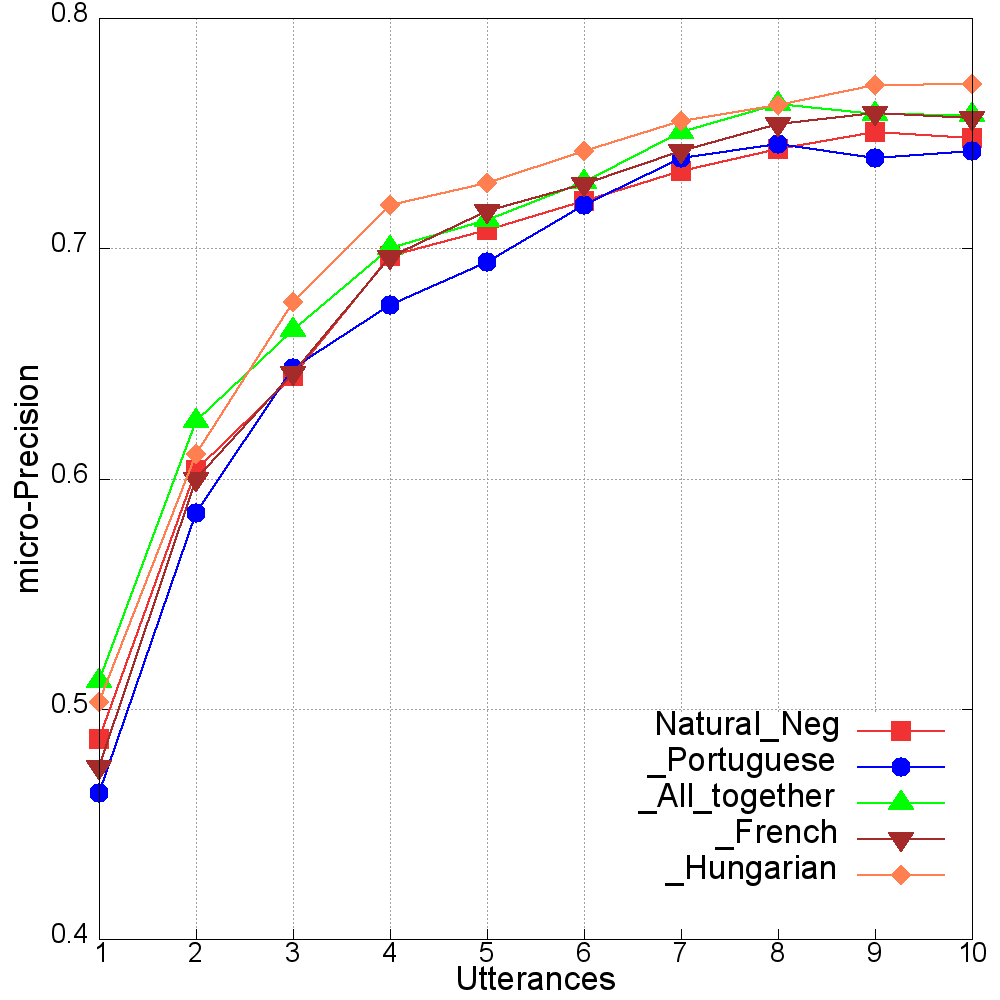 0.8
0.7
0.6
0.5
0.4
micro-Precision
Natural_Neg
_Portuguese
_All_together
_French
_Hungarian
1 2 3 4 5 6 7 8 9 10
Utterances